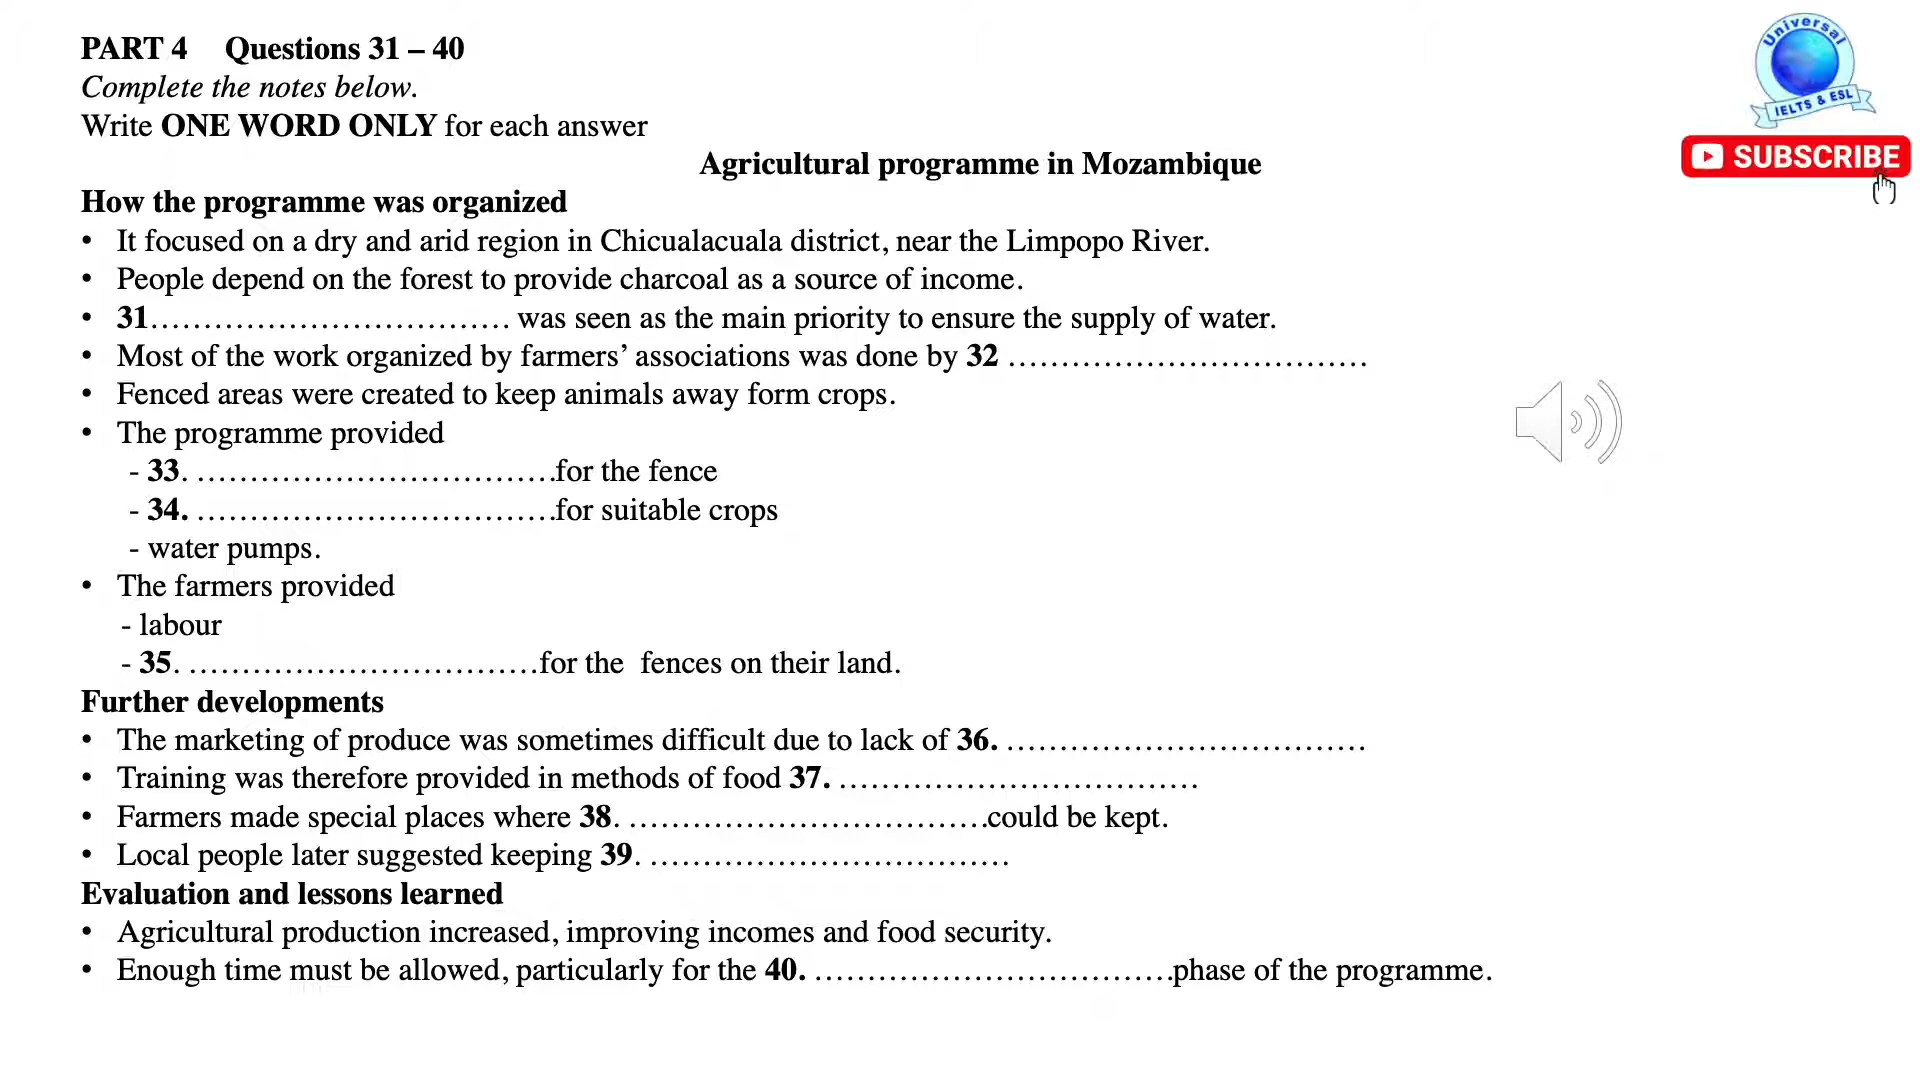 PART 4 Questions 31 – 40
Complete the notes below.
Write ONE WORD ONLY for each answer
Agricultural programme in Mozambique
How the programme was organized
• It focused on a dry and arid region in Chicualacuala district, near the Limpopo River.
• People depend on the forest to provide charcoal as a source of income.
• 31……………………………. was seen as the main priority to ensure the supply of water.
• Most of the work organized by farmers’ associations was done by 32 …………………………….
• Fenced areas were created to keep animals away form crops.
• The programme provided
- 33. …………………………….for the fence
- 34. …………………………….for suitable crops
- water pumps.
• The farmers provided
- labour
- 35. …………………………….for the fences on their land.
Further developments
• The marketing of produce was sometimes difficult due to lack of 36. …………………………….
• Training was therefore provided in methods of food 37. …………………………….
• Farmers made special places where 38. …………………………….could be kept.
• Local people later suggested keeping 39. …………………………….
Evaluation and lessons learned
• Agricultural production increased, improving incomes and food security.
• Enough time must be allowed, particularly for the 40. …………………………….phase of the programme.
Universal
IELTS & ESL
SUBSCRIBE